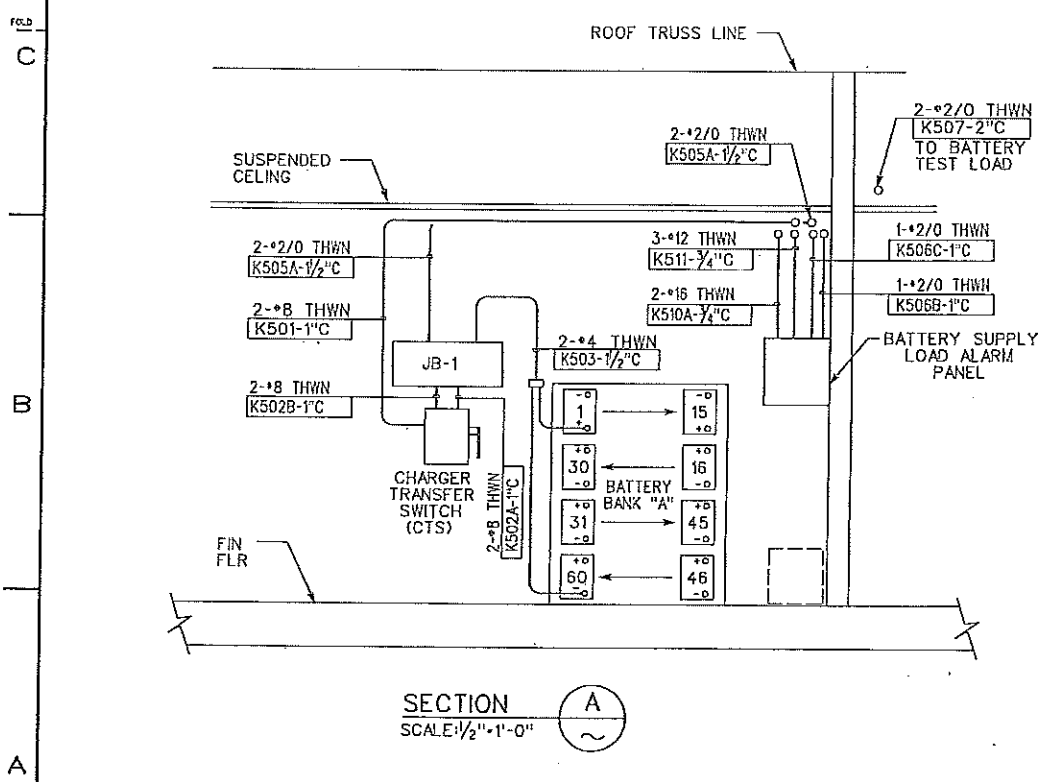 FOLD
C
ROOF TRUSS LINE
2-#2/0 THWN
K507-2"C
TO BATTERY
TEST LOAD
2-#2/0 THWN
K505A-1½"C
SUSPENDED
CELING
2-#2/0 THWN
K505A-1½"C
3-#12 THWN
K511-¾"C
1-#2/0 THWN
K506C-1"C
2-#8 THWN
K501-1"C
2-#16 THWN
K510A-¾"C
1-#2/0 THWN
K506B-1"C
JB-1
2-#4 THWN
K503-1½"C
BATTERY SUPPLY
LOAD ALARM
PANEL
B
2-#8 THWN
K502B-1"C
1
15
30
16
BATTERY
BANK "A"
31
45
60
46
CHARGER
TRANSFER
SWITCH
(CTS)
2-#8 THWN
K502A-1"C
FIN
FLR
SECTION
SCALE:½"=1'-0"
A
~
A